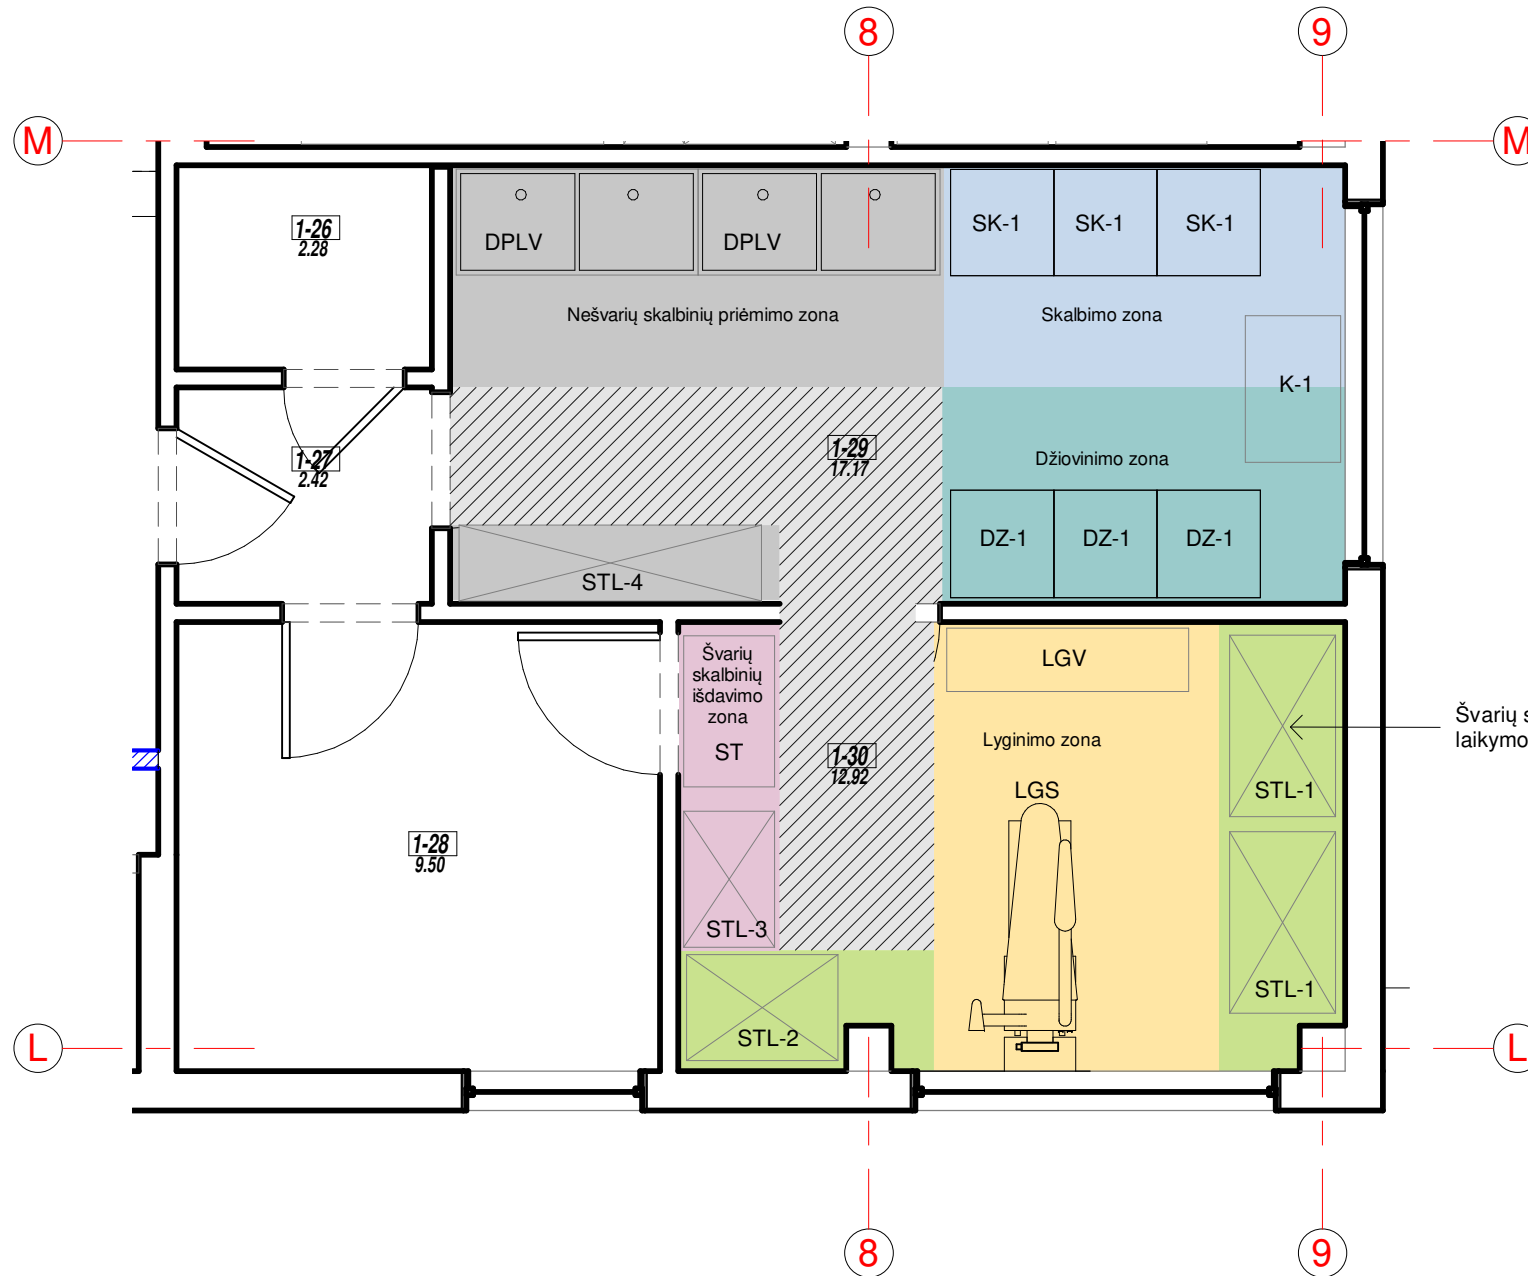 8
9
M
M
1-26
2.28
DPLV
DPLV
SK-1
SK-1
SK-1
Nešvarių skalbinių priėmimo zona
Skalbimo zona
K-1
1-27
2.42
1-29
17.17
Džiovinimo zona
DZ-1
DZ-1
DZ-1
STL-4
Švarių
skalbinių
išdavimo
zona
ST
LGV
Lyginimo zona
Švarių s
laikymo
1-30
12.92
LGS
STL-1
1-28
9.50
STL-3
STL-1
STL-2
L
L
8
9